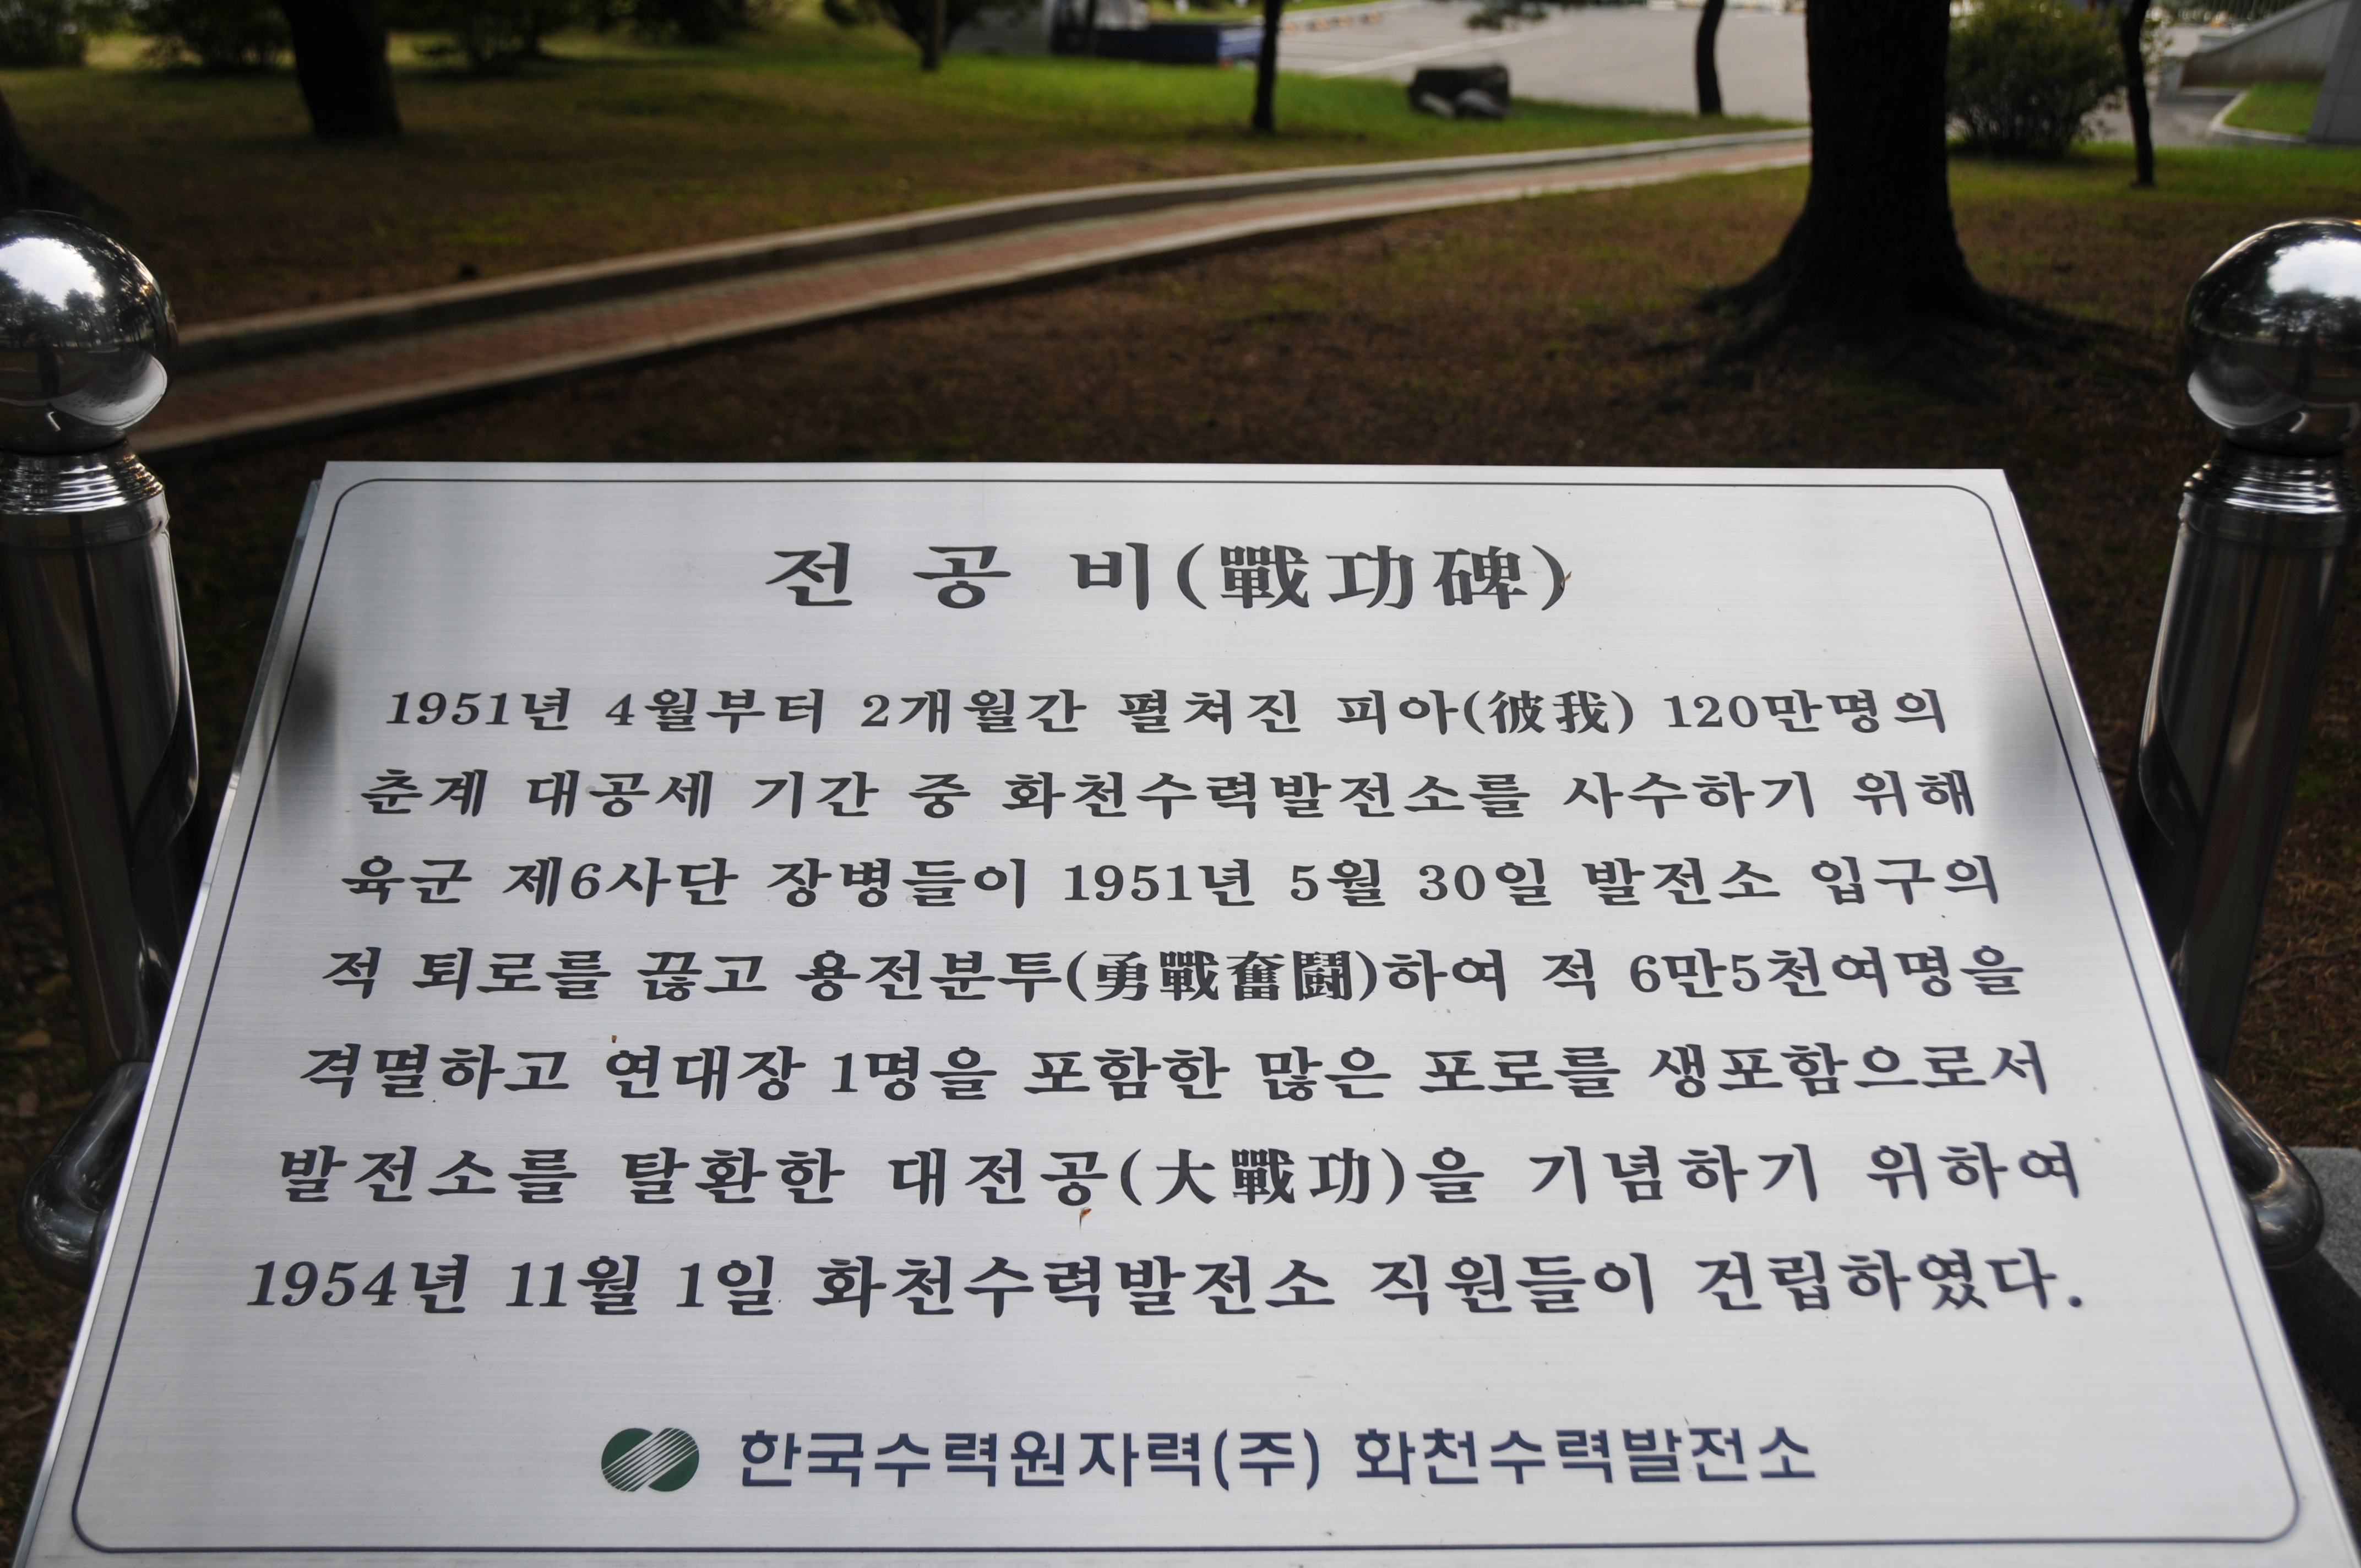 전 공 비(戰功碑)
1951년 4월부터 2개월간 펼쳐진 피아(彼我) 120만명의
춘계 대공세 기간 중 화천수력발전소를 사수하기 위해
육군 제6사단 장병들이 1951년 5월 30일 발전소 입구의
적 퇴로를 끊고 용전분투(勇戰奮鬪)하여 적 6만5천여명을
격멸하고 연대장 1명을 포함한 많은 포로를 생포함으로서
발전소를 탈환한 대전공(大戰功)을 기념하기 위하여
1954년 11월 1일 화천수력발전소 직원들이 건립하였다.
한국수력원자력(주) 화천수력발전소